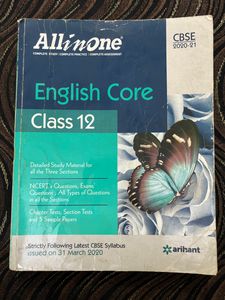 All in One
COMPLETE STUDY | COMPLETE PRACTICE | COMPLETE ASSESSMENT
CBSE
2020-21
English Core
Class 12
Detailed Study Material for
all the Three Sections
NCERT's Questions, Exams
Questions; All Types of Questions
in all the Sections
Chapter Tests, Section Tests
and 5 Sample Papers
Strictly Following Latest CBSE Syllabus
Issued on 31 March 2020
arihant